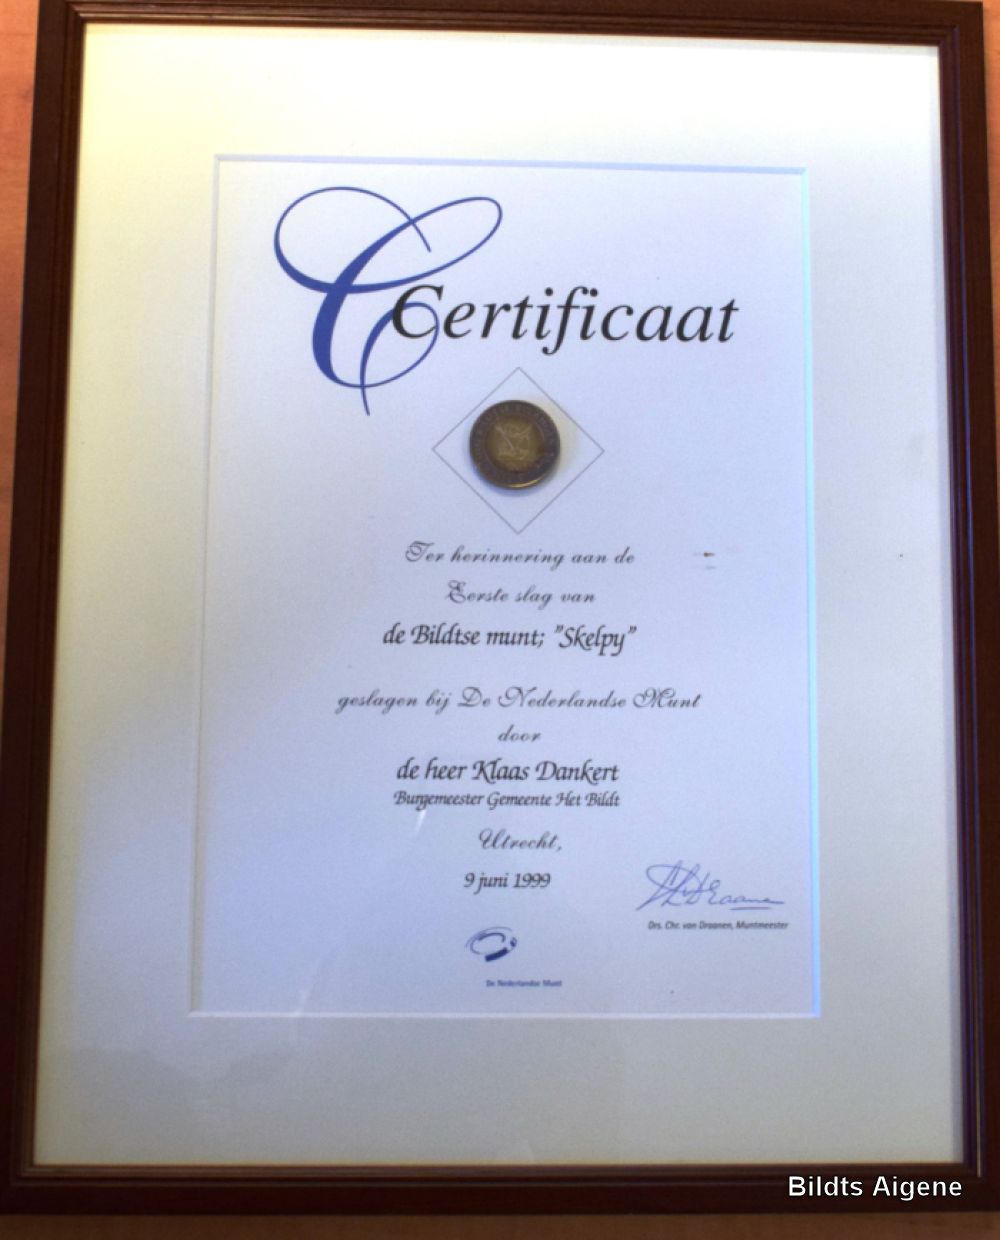 Certificaat
Ter herinnering aan de
Eerste slag van
de Bildtse munt; "Skelpy"
geslagen bij De Nederlandse Munt
door
de heer Klaas Dankert
Burgemeester Gemeente Het Bildt
Utrecht,
9 juni 1999
Drs. Chr. van Draanen, Muntmeester
De Nederlandse Munt
Bildts Aigene